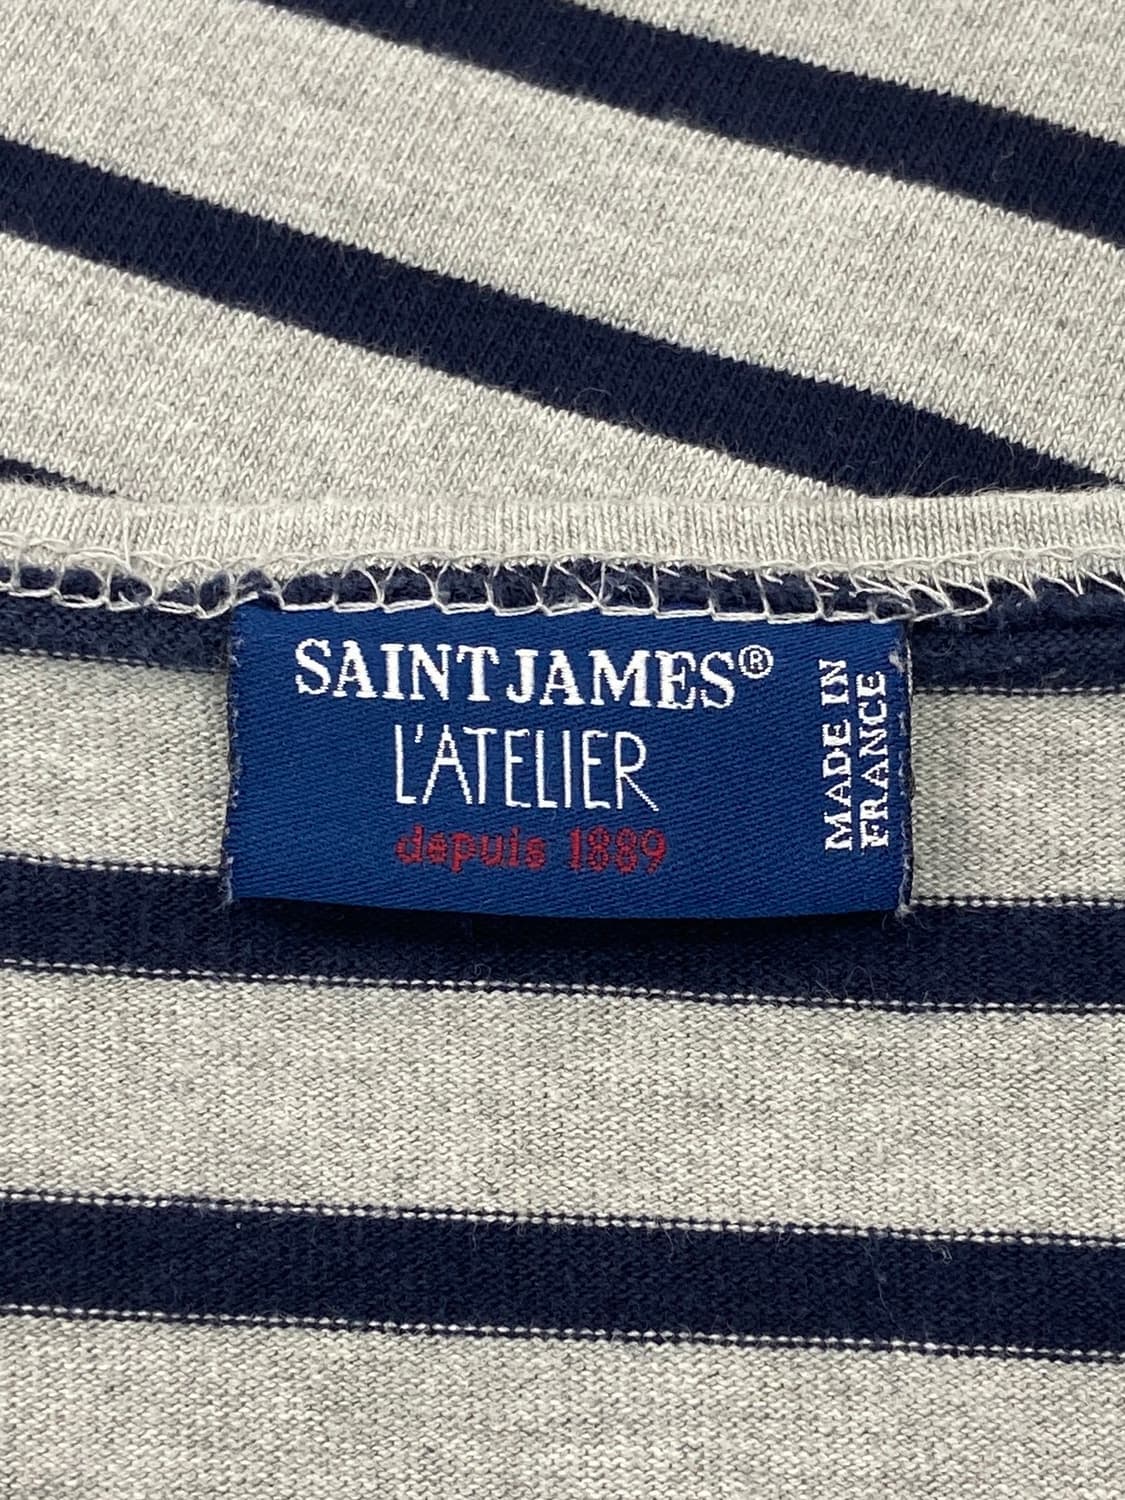 SAINT JAMES®
L'ATELIER
depuis 1889
MADE IN
FRANCE